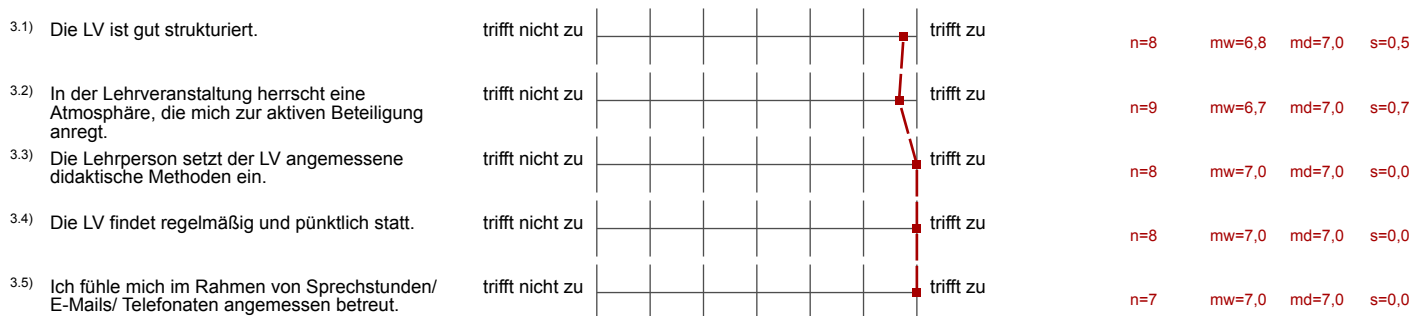 3.1) Die LV ist gut strukturiert. trifft nicht zu trifft zu n=8 mw=6,8 md=7,0 s=0,5
3.2) In der Lehrveranstaltung herrscht eine trifft nicht zu trifft zu n=9 mw=6,7 md=7,0 s=0,7
Atmosphäre, die mich zur aktiven Beteiligung
anregt.
3.3) Die Lehrperson setzt der LV angemessene trifft nicht zu trifft zu n=8 mw=7,0 md=7,0 s=0,0
didaktische Methoden ein.
3.4) Die LV findet regelmäßig und pünktlich statt. trifft nicht zu trifft zu n=8 mw=7,0 md=7,0 s=0,0
3.5) Ich fühle mich im Rahmen von Sprechstunden/ trifft nicht zu trifft zu n=7 mw=7,0 md=7,0 s=0,0
E-Mails/ Telefonaten angemessen betreut.